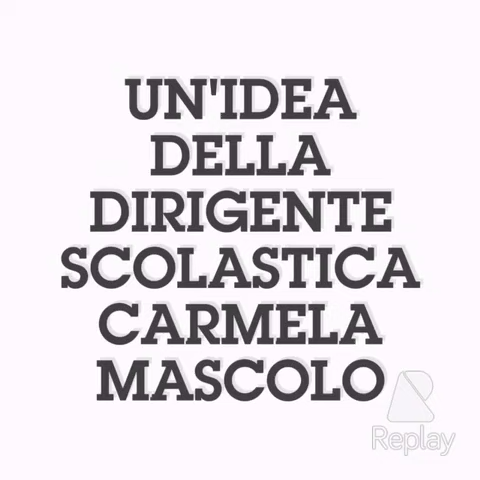 UN'IDEA
DELLA
DIRIGENTE
SCOLASTICA
CARMELA
MASCOLO
Replay